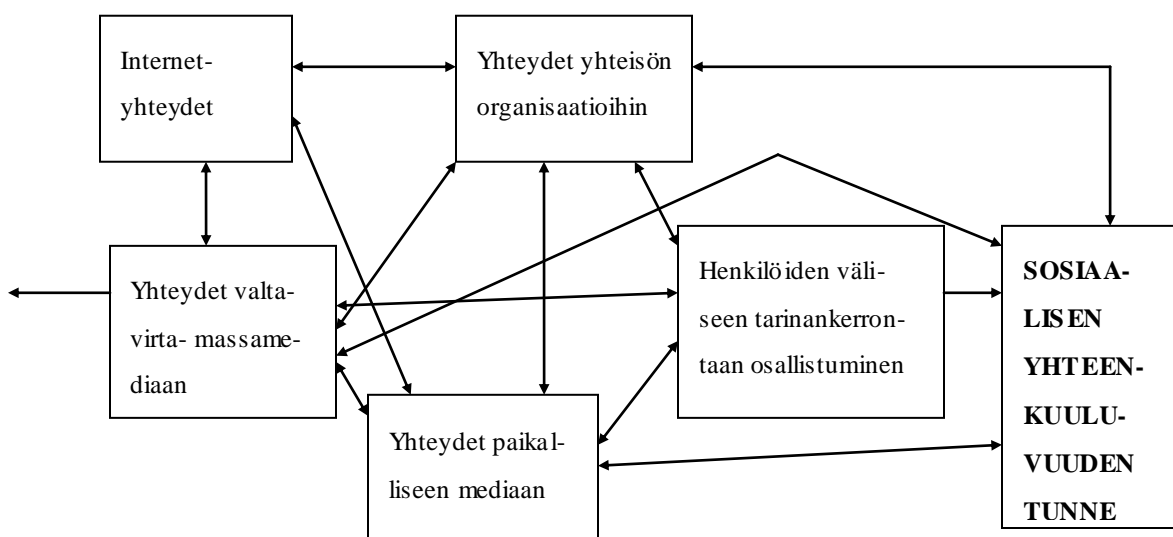 Internet-
yhteydet
Yhteydet yhteisön
organisaatioihin
Yhteydet valta-
virta- massame-
diaan
Henkilöiden väli-
seen tarinankerron-
taan osallistuminen
SOSIAA-
LISEN
YHTEEN-
KUULU-
VUUDEN
TUNNE
Yhteydet paikal-
liseen mediaan